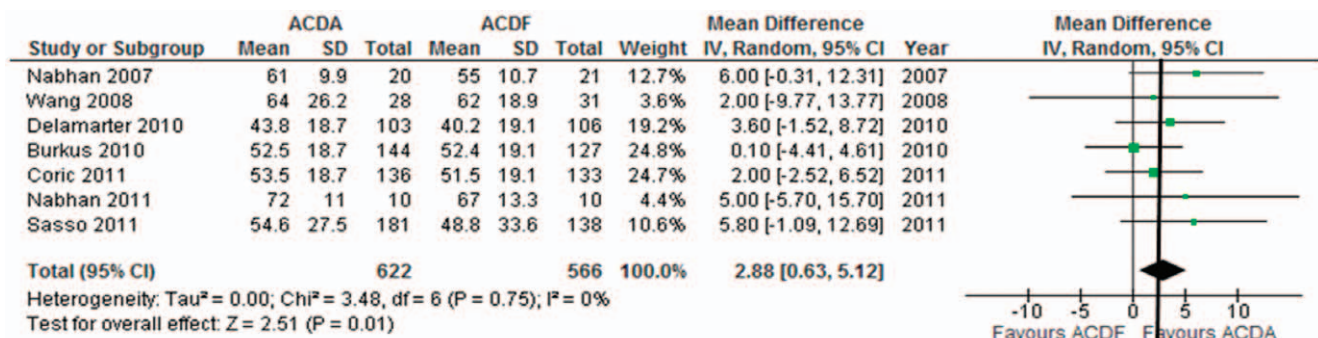 ACDA ACDF Mean Difference Mean Difference
Study or Subgroup Mean SD Total Mean SD Total Weight IV, Random, 95% CI Year IV, Random, 95% CI
Nabhan 2007 61 9.9 20 55 10.7 21 12.7% 6.00 [-0.31, 12.31] 2007
Wang 2008 64 26.2 28 62 18.9 31 3.6% 2.00 [-9.77, 13.77] 2008
Delamarter 2010 43.8 18.7 103 40.2 19.1 106 19.2% 3.60 [-1.52, 8.72] 2010
Burkus 2010 52.5 18.7 144 52.4 19.1 127 24.8% 0.10 [-4.41, 4.61] 2010
Coric 2011 53.5 18.7 136 51.5 19.1 133 24.7% 2.00 [-2.52, 6.52] 2011
Nabhan 2011 72 11 10 67 13.3 10 4.4% 5.00 [-5.70, 15.70] 2011
Sasso 2011 54.6 27.5 181 48.8 33.6 138 10.6% 5.80 [-1.09, 12.69] 2011
Total (95% CI) 622 566 100.0% 2.88 [0.63, 5.12]
Heterogeneity: Tau² = 0.00; Chi² = 3.48, df = 6 (P = 0.75); I² = 0%
Test for overall effect: Z = 2.51 (P = 0.01)
-10 -5 0 5 10
Favours ACDF Favours ACDA